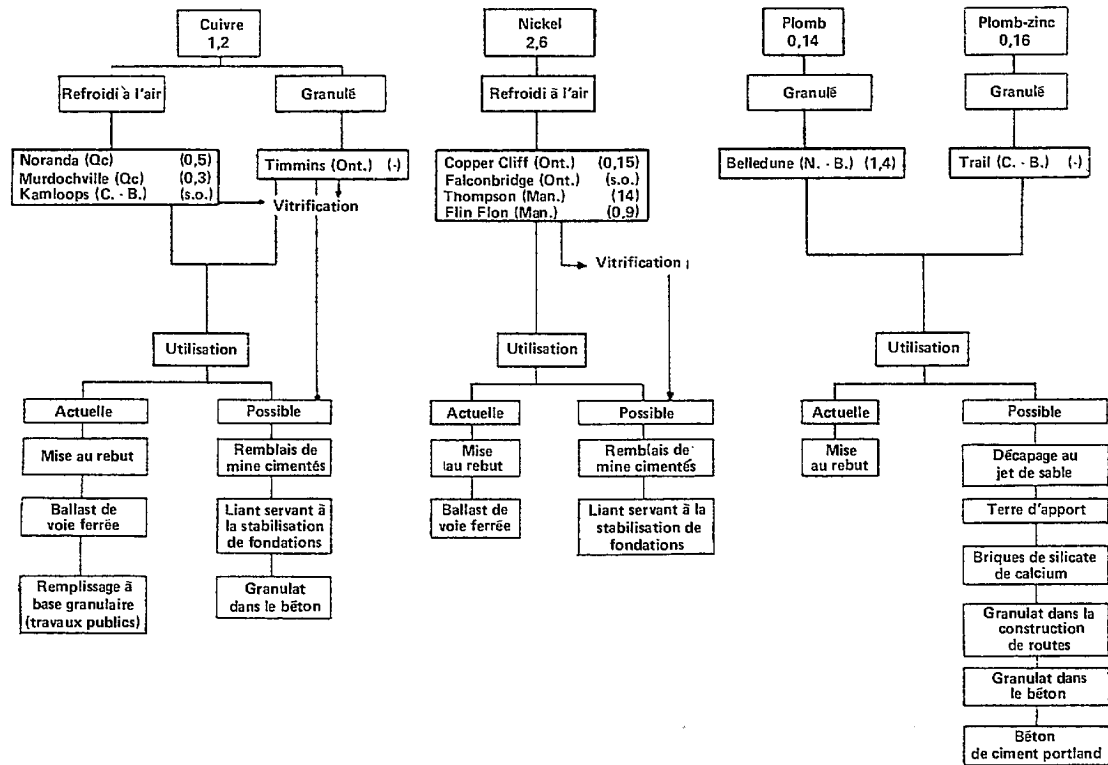 Cuivre
1,2
Refroidi à l'air
Granulé
Noranda (Qc) (0,5)
Murdochville (Qc) (0,3)
Kamloops (C. - B.) (s.o.)
Timmins (Ont.) (-)
Vitrification
Utilisation
Actuelle
Mise au rebut
Ballast de
voie ferrée
Remplissage à
base granulaire
(travaux publics)
Possible
Remblais de
mine cimentés
Liant servant à
la stabilisation
de fondations
Granulat
dans le béton
Nickel
2,6
Refroidi à l'air
Copper Cliff (Ont.) (0,15)
Falconbridge (Ont.) (s.o.)
Thompson (Man.) (14)
Flin Flon (Man.) (0,9)
Vitrification
Utilisation
Actuelle
Mise
au rebut
Ballast de
voie ferrée
Possible
Remblais de
mine cimentés
Liant servant à la
stabilisation de
fondations
Plomb
0,14
Granulé
Belledune (N. - B.) (1,4)
Plomb-zinc
0,16
Granulé
Trail (C. - B.) (-)
Utilisation
Actuelle
Mise
au rebut
Possible
Décapage au
jet de sable
Terre d'apport
Briques de silicate
de calcium
Granulat dans la
construction
de routes
Granulat dans
le béton
Béton
de ciment portland